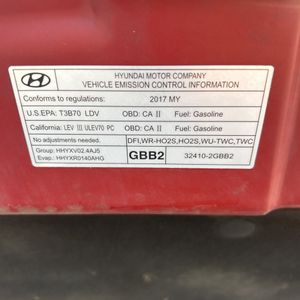 HYUNDAI MOTOR COMPANY
VEHICLE EMISSION CONTROL INFORMATION
Conforms to regulations: 2017 MY
U.S.EPA: T3B70 LDV OBD: CA II Fuel: Gasoline
California: LEV III ULEV70 PC OBD: CA II Fuel: Gasoline
No adjustments needed. DFI,WR-HO2S,HO2S,WU-TWC,TWC
Group: HHYXV02.4AJ5
Evap.: HHYXR0140AHG
GBB2 32410-2GBB2